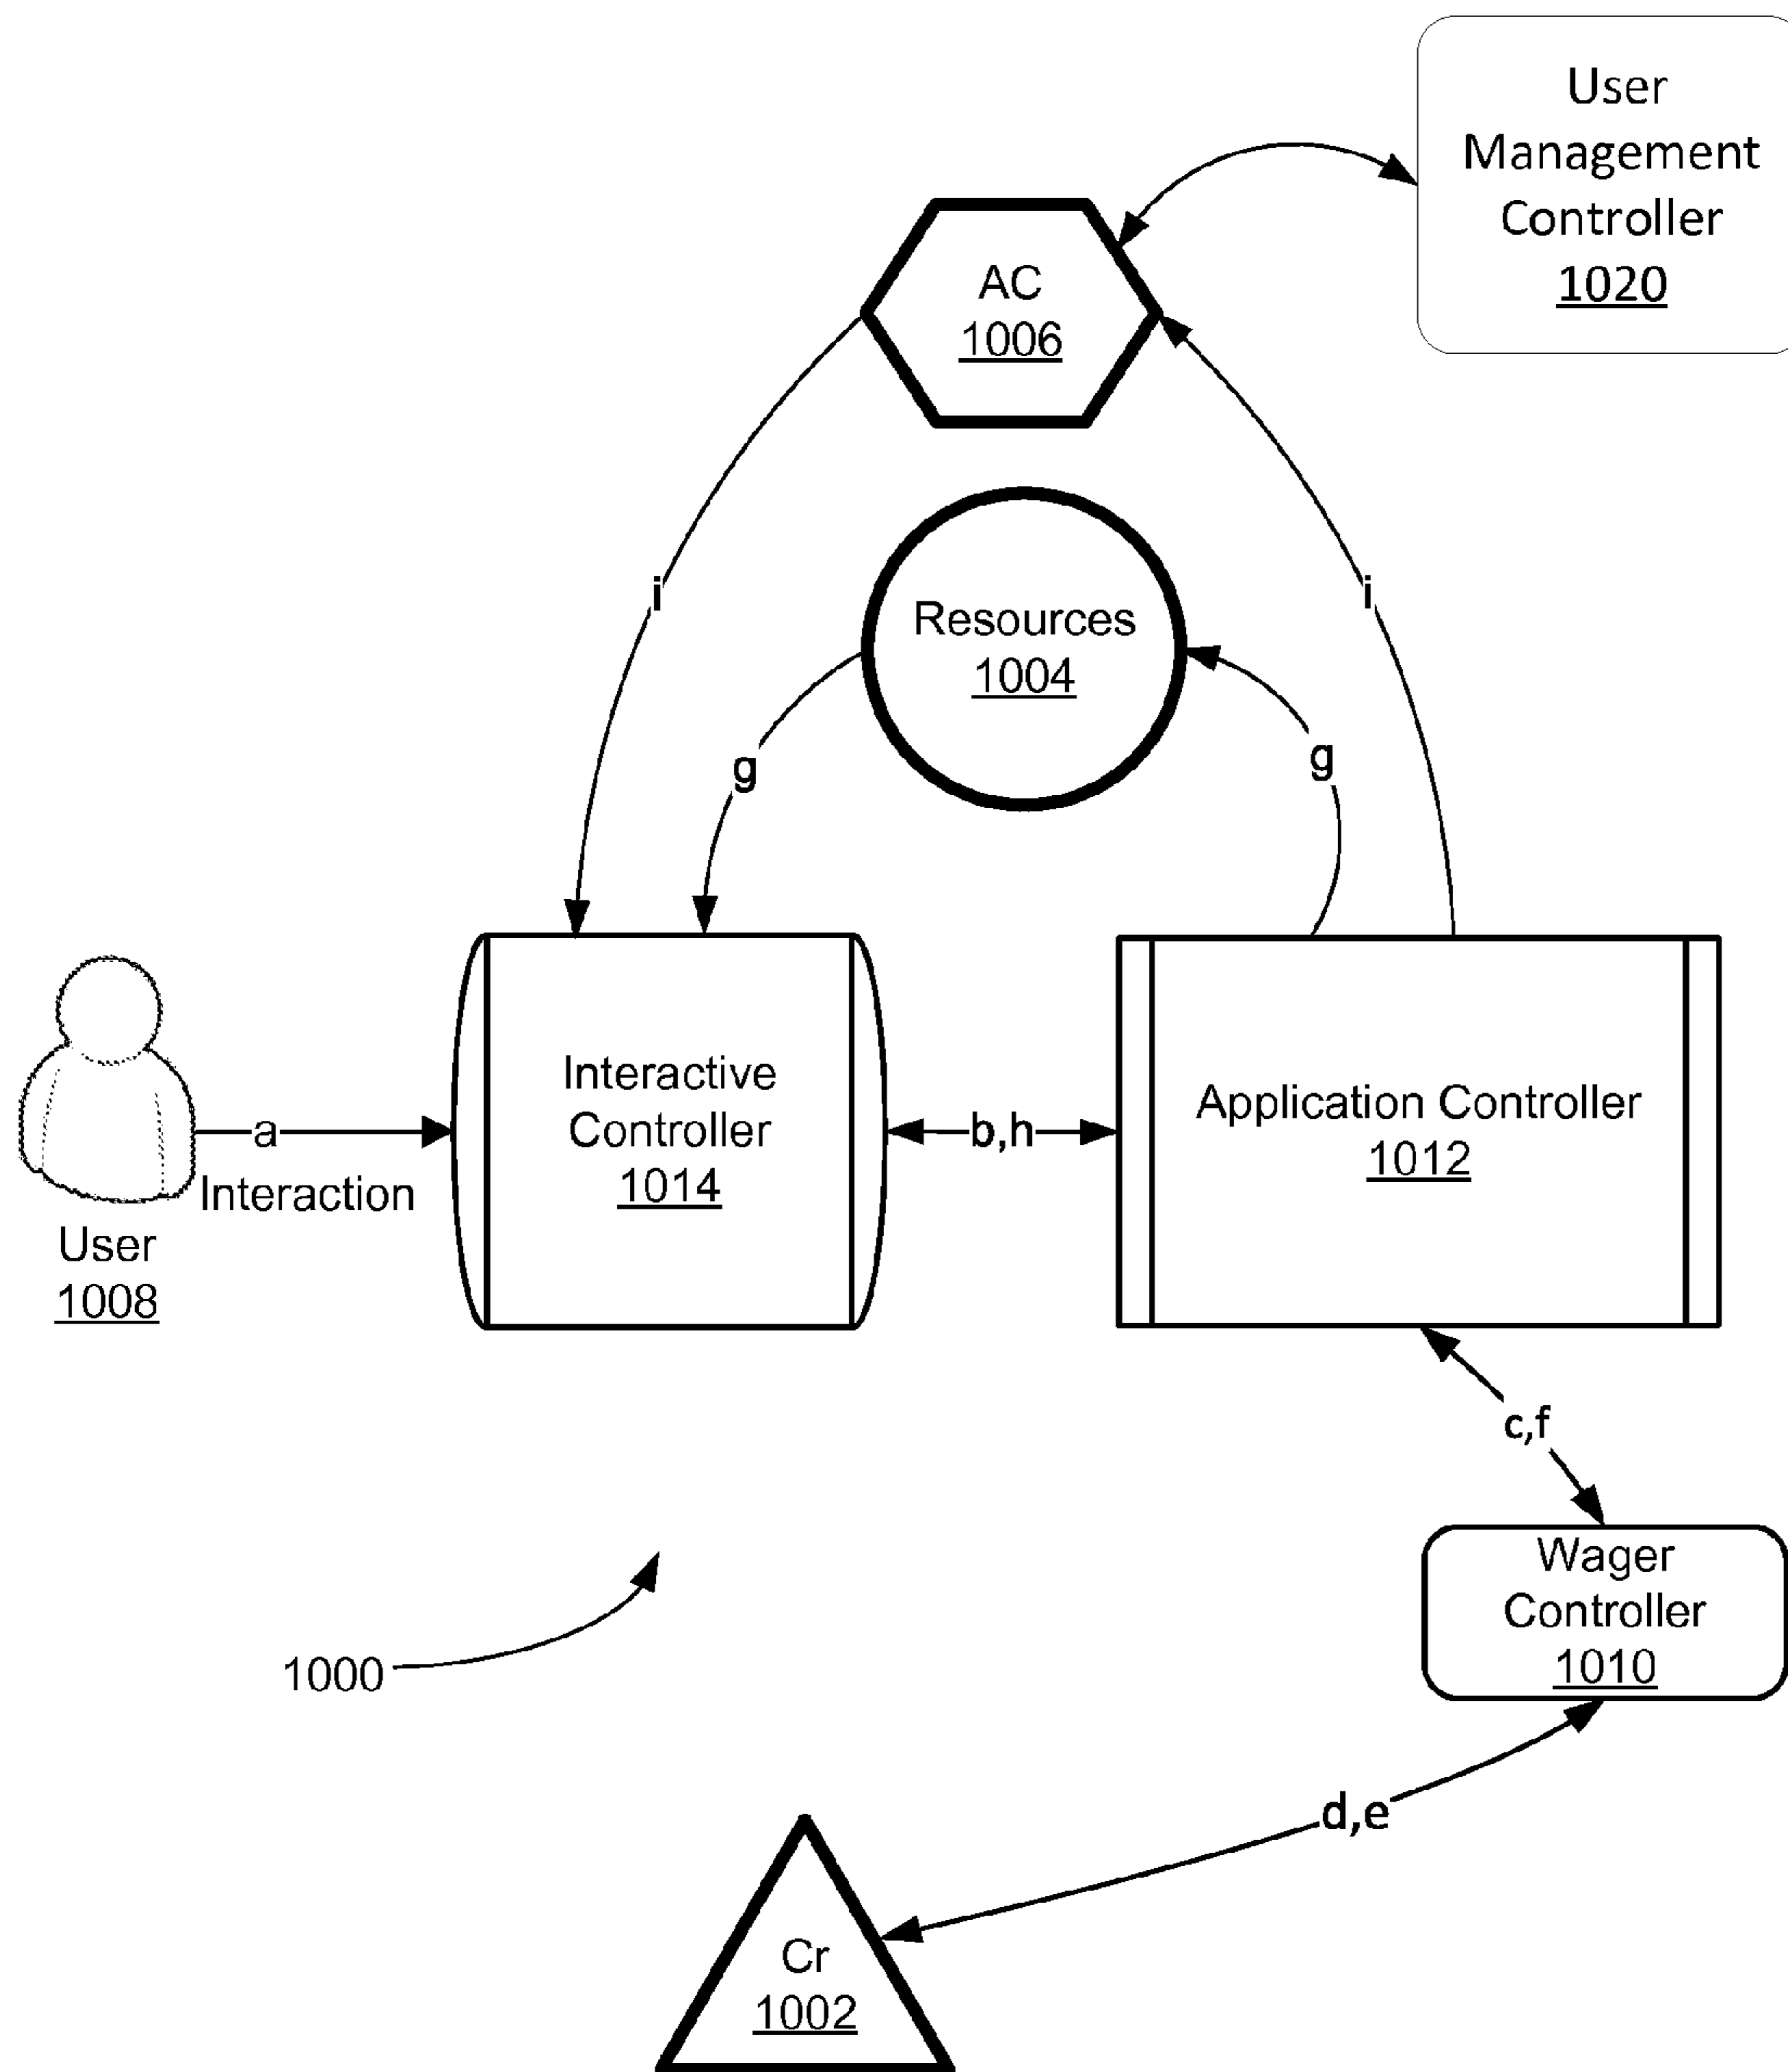 User
Management
Controller
1020
AC
1006
i
i
Resources
1004
g
g
Interactive
Controller
1014
Application Controller
1012
a
Interaction
b,h
User
1008
c,f
Wager
Controller
1010
1000
d,e
Cr
1002